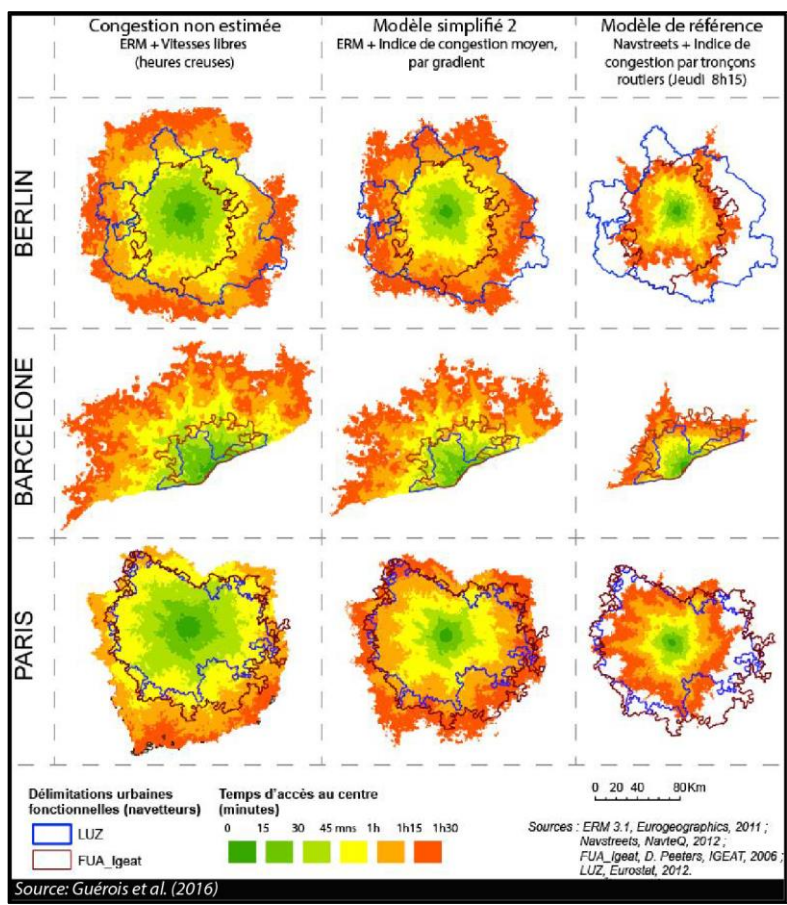 Congestion non estimée
ERM + Vitesses libres
(heures creuses)
Modèle simplifié 2
ERM + Indice de congestion moyen,
par gradient
Modèle de référence
Navstreets + Indice de
congestion par tronçons
routiers (Jeudi 8h15)
BERLIN
BARCELONE
PARIS
Délimitations urbaines
fonctionnelles (navetteurs)
LUZ
FUA_Igeat
Temps d'accès au centre
(minutes)
0 15 30 45 mns 1h 1h15 1h30
0 20 40 80 Km
Sources : ERM 3.1, Eurogeographics, 2011 ;
Navstreets, NavteQ, 2012 ;
FUA_Igeat, D. Peeters, IGEAT, 2006 ;
LUZ, Eurostat, 2012.
Source: Guérois et al. (2016)